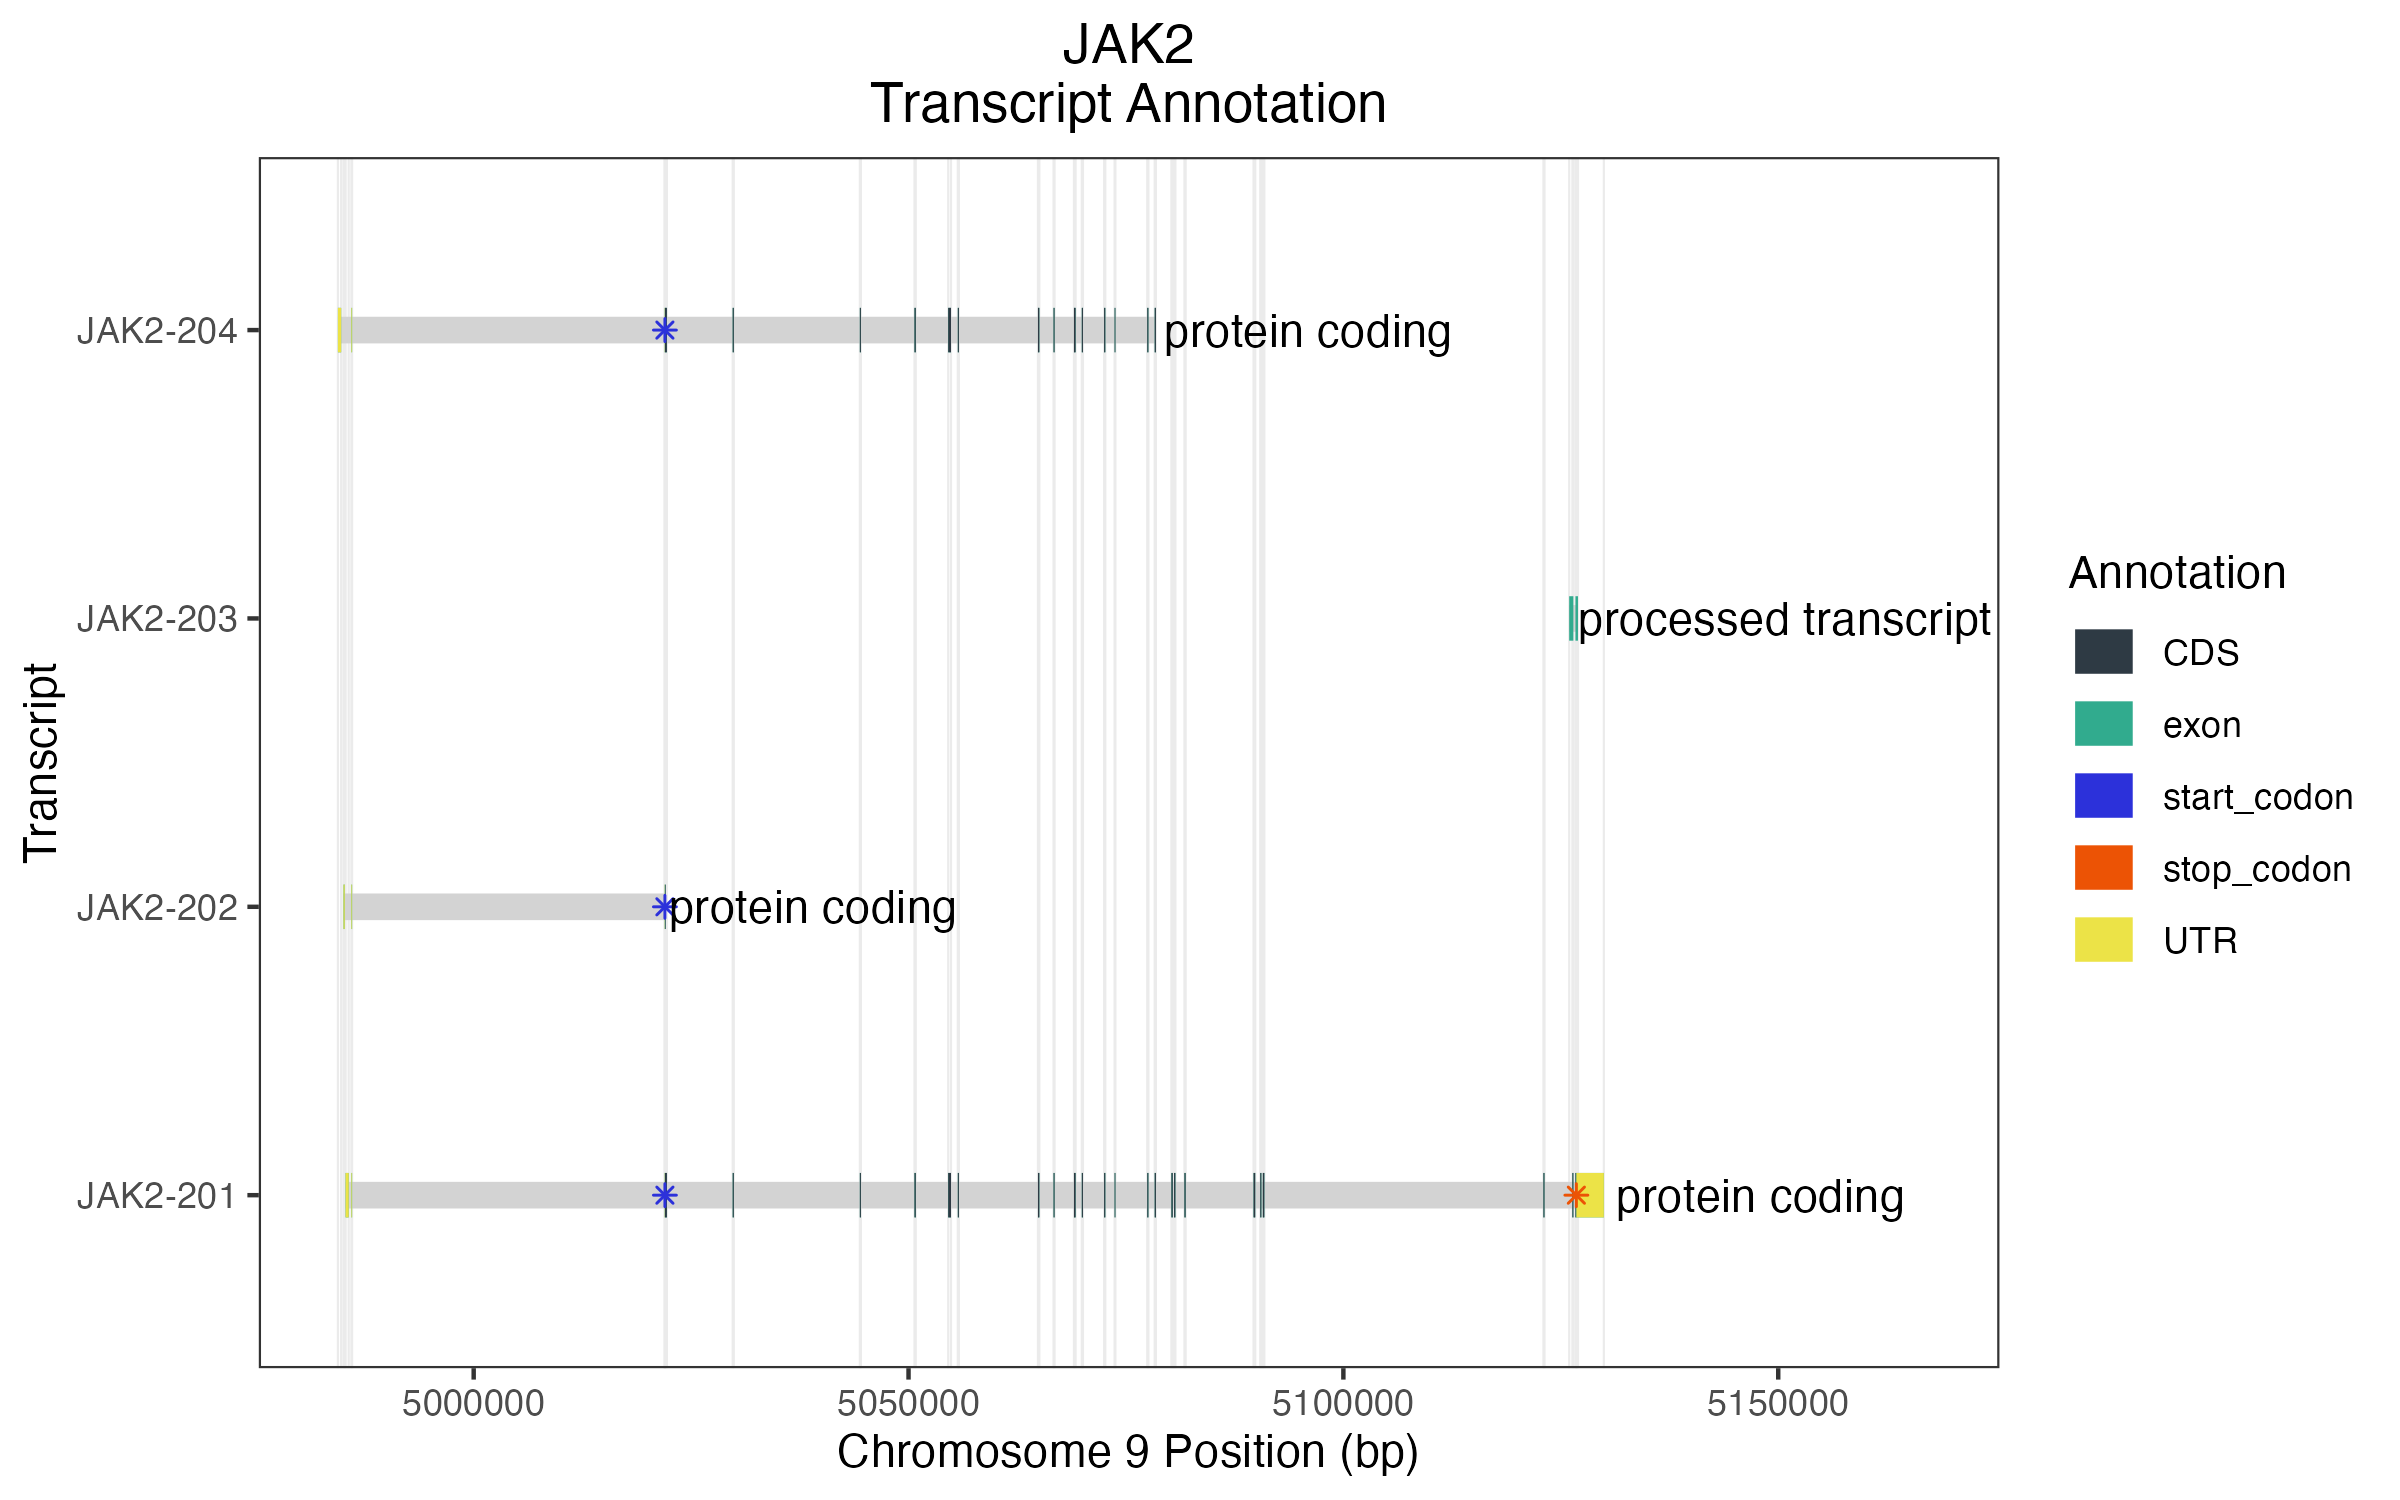 JAK2
Transcript Annotation
JAK2-204
protein coding
JAK2-203
processed transcript
JAK2-202
protein coding
JAK2-201
protein coding
Transcript
5000000
5050000
5100000
5150000
Chromosome 9 Position (bp)
Annotation
CDS
exon
start_codon
stop_codon
UTR